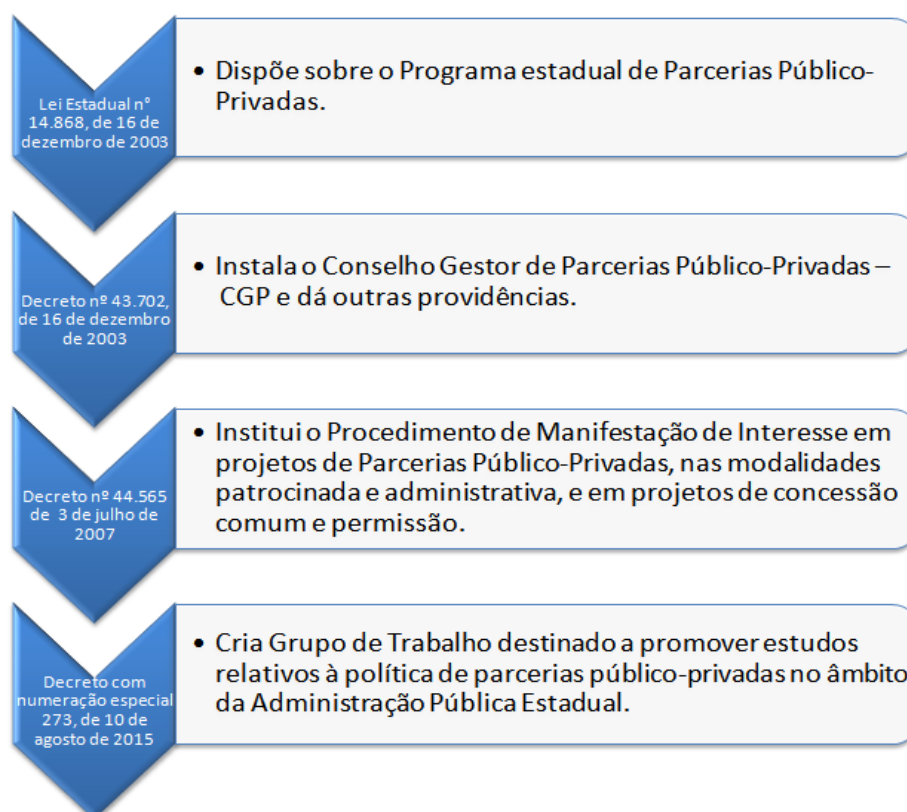 Lei Estadual n°
14.868, de 16 de
dezembro de 2003
• Dispõe sobre o Programa estadual de Parcerias Público-
Privadas.
Decreto nº 43.702,
de 16 de dezembro
de 2003
• Instala o Conselho Gestor de Parcerias Público-Privadas –
CGP e dá outras providências.
Decreto nº 44.565
de 3 de julho de
2007
• Institui o Procedimento de Manifestação de Interesse em
projetos de Parcerias Público-Privadas, nas modalidades
patrocinada e administrativa, e em projetos de concessão
comum e permissão.
Decreto com
numeração especial
273, de 10 de
agosto de 2015
• Cria Grupo de Trabalho destinado a promover estudos
relativos à política de parcerias público-privadas no âmbito
da Administração Pública Estadual.